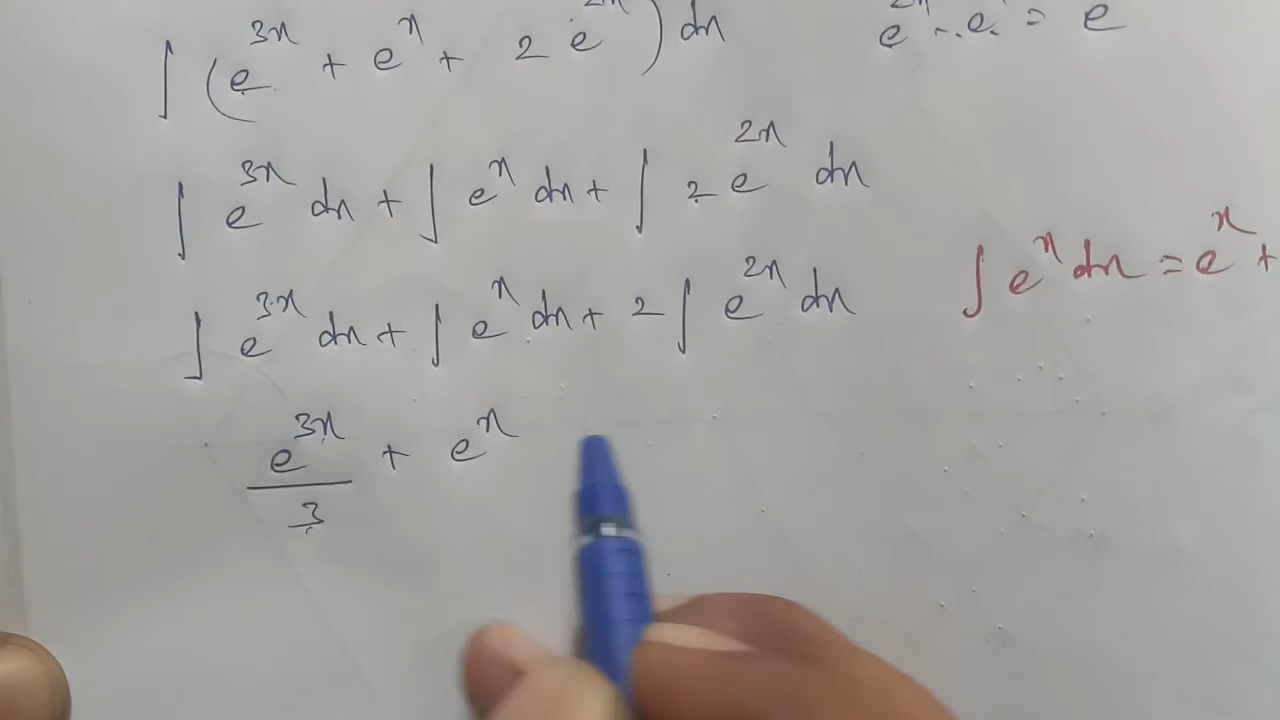 ∫ (e^{3x} + e^x + 2 e^{2x}) dx
e^{2x} · e = e
∫ e^{3x} dx + ∫ e^x dx + ∫ 2 e^{2x} dx
∫ e^x dx = e^x +
∫ e^{3x} dx + ∫ e^x dx + 2 ∫ e^{2x} dx
e^{3x}/3 + e^x